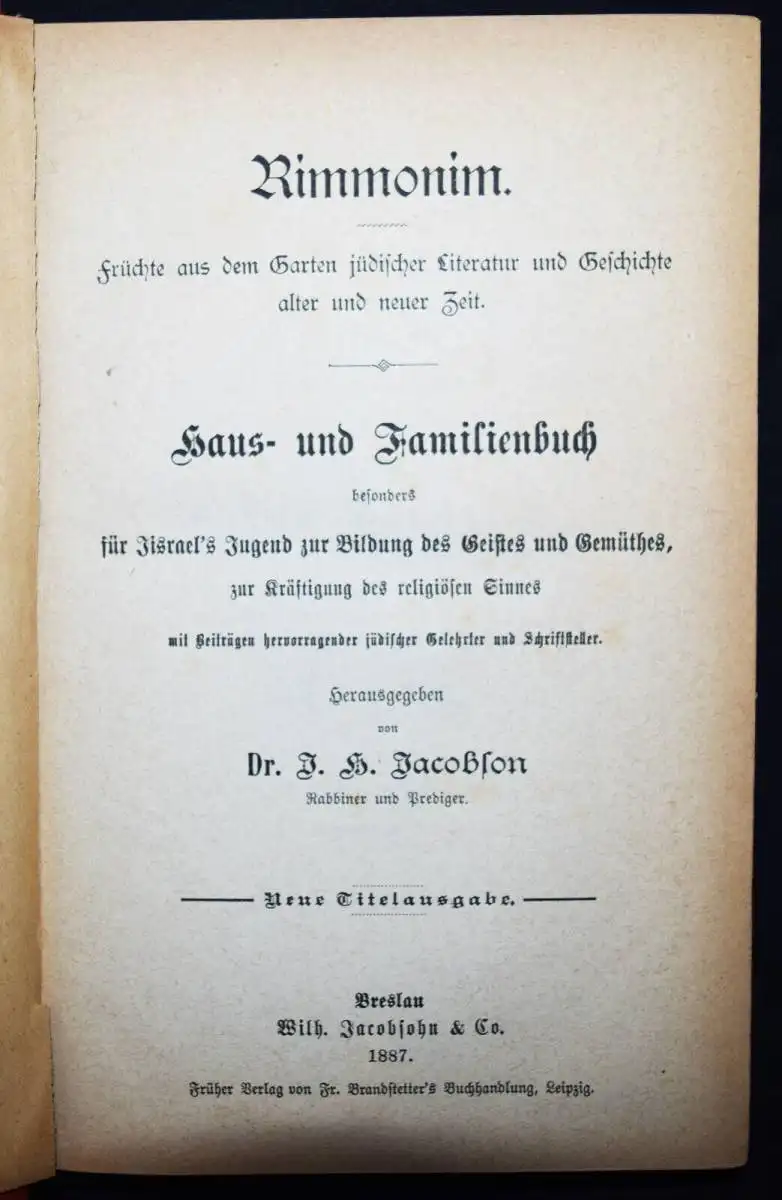 Rimmonim.
Früchte aus dem Garten jüdischer Literatur und Geschichte
alter und neuer Zeit.
Haus- und Familienbuch
besonders
für Jisrael's Jugend zur Bildung des Geistes und Gemüthes,
zur Kräftigung des religiösen Sinnes
mit Beiträgen hervorragender jüdischer Gelehrter und Schriftsteller.
Herausgegeben
von
Dr. J. H. Jacobson
Rabbiner und Prediger.
Neue Titelausgabe.
Breslau
Wilh. Jacobsohn & Co.
1887.
Früher Verlag von Fr. Brandstetter's Buchhandlung, Leipzig.